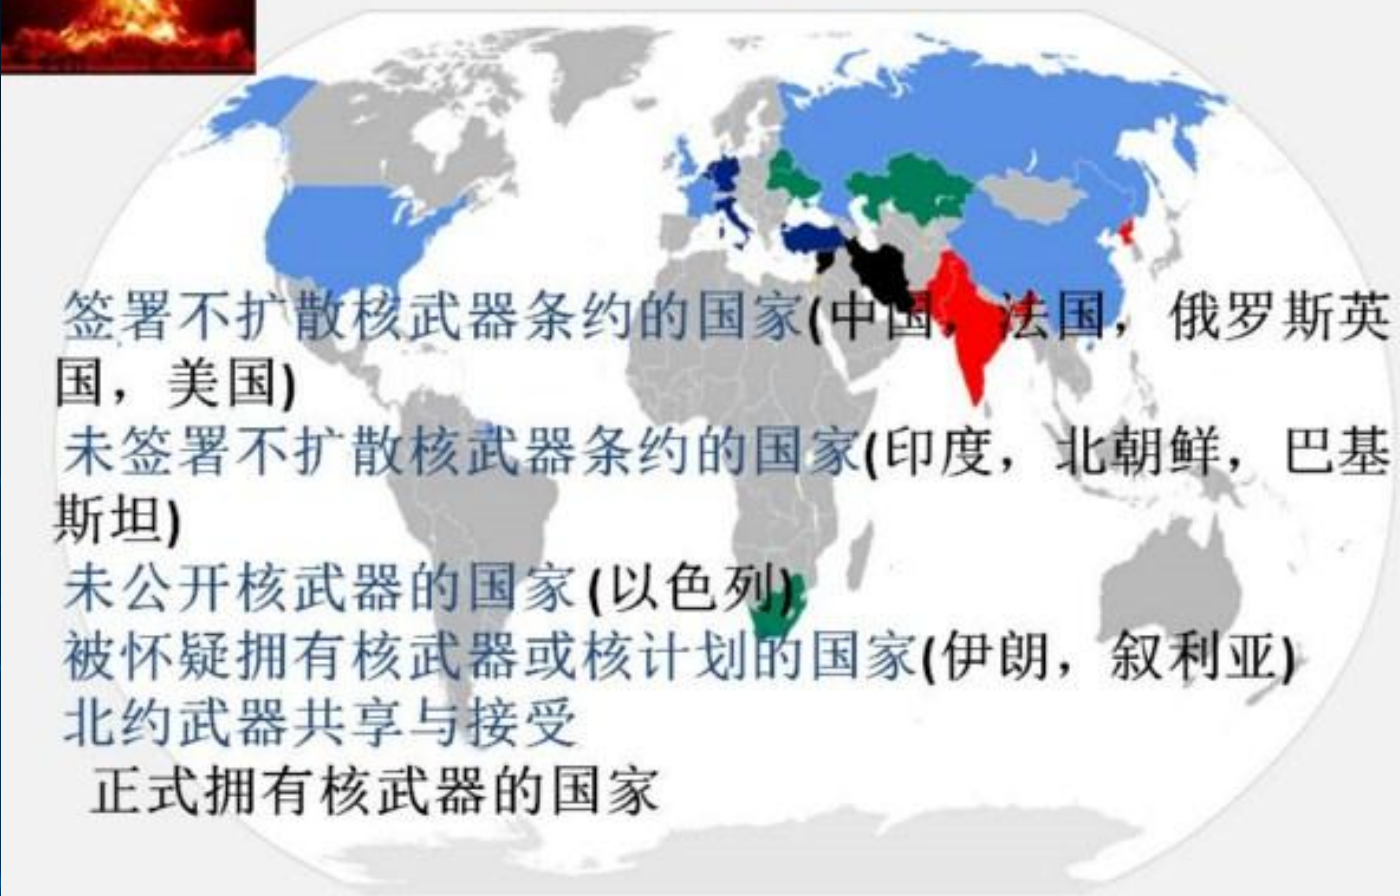 签署不扩散核武器条约的国家(中国，法国，俄罗斯英
国，美国)
未签署不扩散核武器条约的国家(印度，北朝鲜，巴基
斯坦)
未公开核武器的国家(以色列)
被怀疑拥有核武器或核计划的国家(伊朗，叙利亚)
北约武器共享与接受
正式拥有核武器的国家